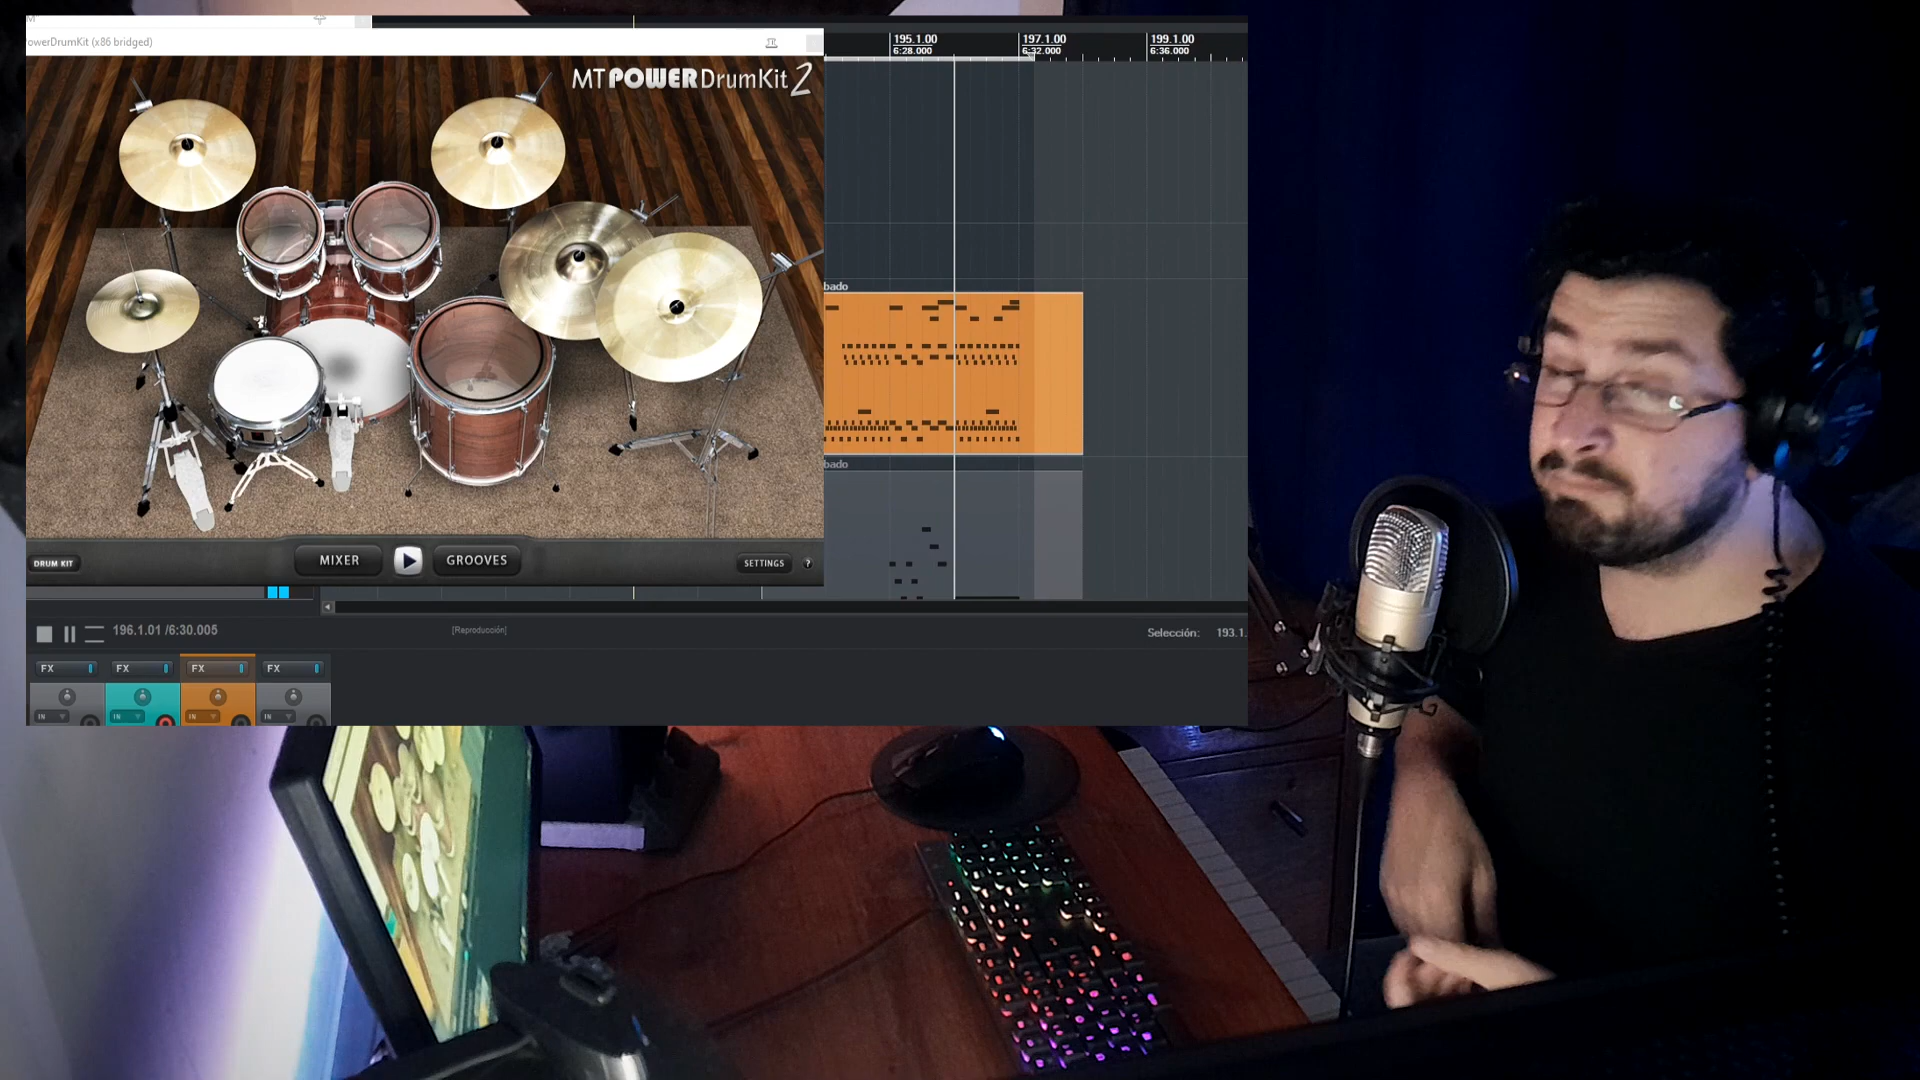 owerDrumKit (x86 bridged)
MT POWER DrumKit 2
195.1.00
6:28.000
197.1.00
6:32.000
199.1.00
6:36.000
bado
bado
DRUM KIT
MIXER
GROOVES
SETTINGS
?
196.1.01 /6:30.005
[Reproducción]
Selección:
193.1.
FX
FX
FX
FX
IN
IN
IN
IN